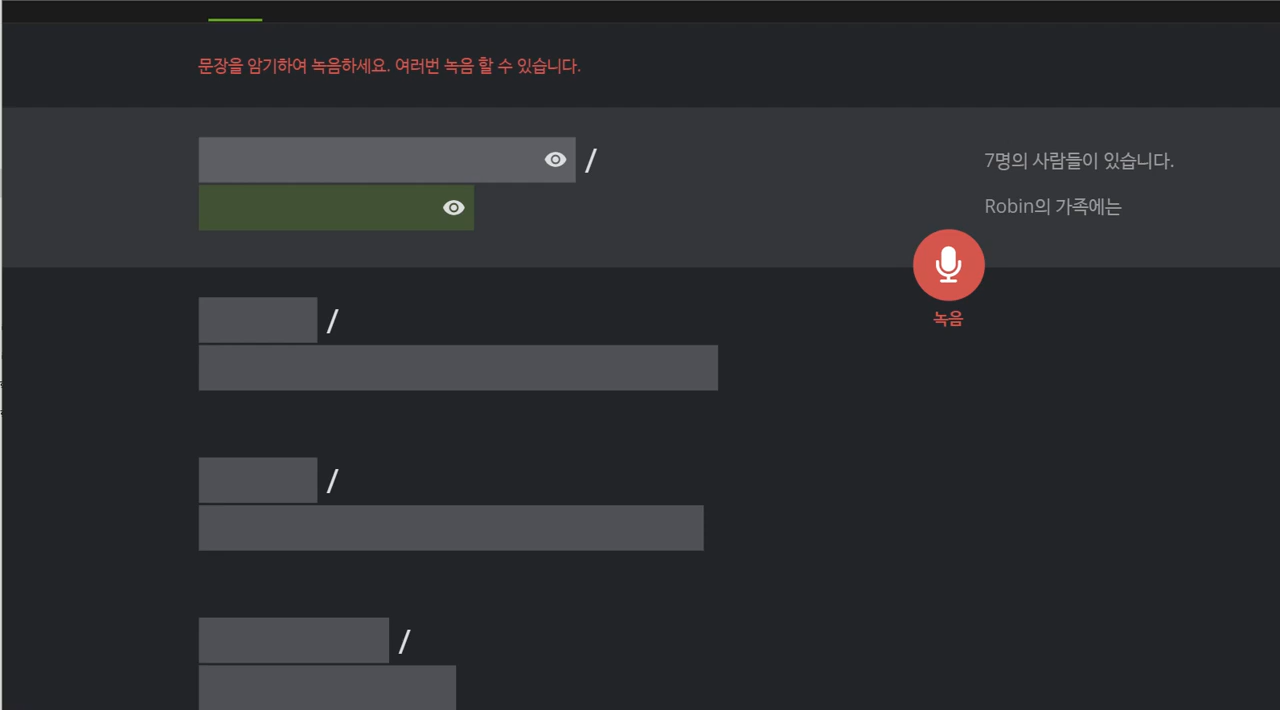 문장을 암기하여 녹음하세요. 여러번 녹음 할 수 있습니다.
/
7명의 사람들이 있습니다.
Robin의 가족에는
녹음
/
/
/